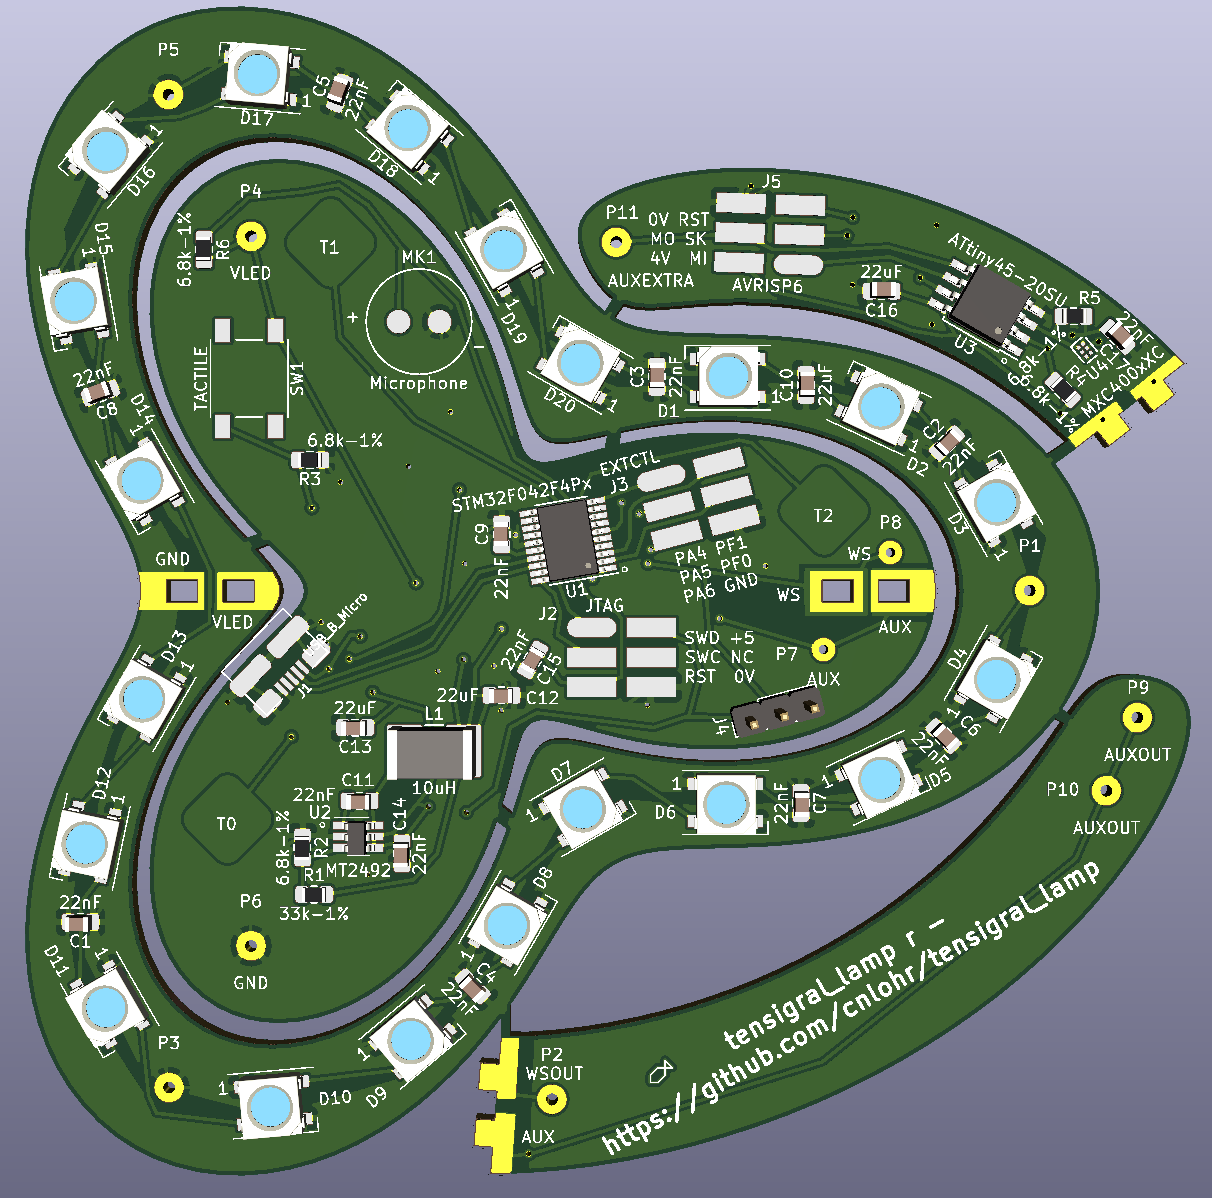 P5
C5
22nF
D17
1
D18
1
D16
1
P4
6.8k-1%
R6
VLED
T1
MK1
+
-
Microphone
D15
1
D19
1
P11
0V RST
MO SK
4V MI
AUXEXTRA
J5
AVRISP6
22uF
C16
ATtiny45-20SU
U3
R5
22nF
U4
R4
6.8k-1%
6.8k-1%
MXC400xXC
D20
1
C3
22nF
D1
1
C10
22uF
D2
1
C2
22nF
D3
1
P1
22nF
C8
D14
1
TACTILE
SW1
6.8k-1%
R3
STM32F042F4Px
C9
22nF
U1
EXTCTL
J3
PA4 PF1
PA5 PF0
PA6 GND
T2
P8
WS
WS
AUX
GND
VLED
J2
JTAG
SWD +5
SWC NC
RST 0V
P7
AUX
J4
D13
1
J1
22nF
C15
22uF
C12
22uF
C13
L1
10uH
D4
1
C6
22nF
D5
1
P9
AUXOUT
P10
AUXOUT
D12
1
T0
C11
22nF
U2
C14
22nF
6.8k-1%
R2
MT2492
R1
33k-1%
D7
1
D6
1
22nF
C7
P6
GND
22nF
C1
D11
1
D8
1
C4
22nF
P3
D10
1
D9
1
P2
WSOUT
AUX
tensigral_lamp r -
https://github.com/cnlohr/tensigral_lamp